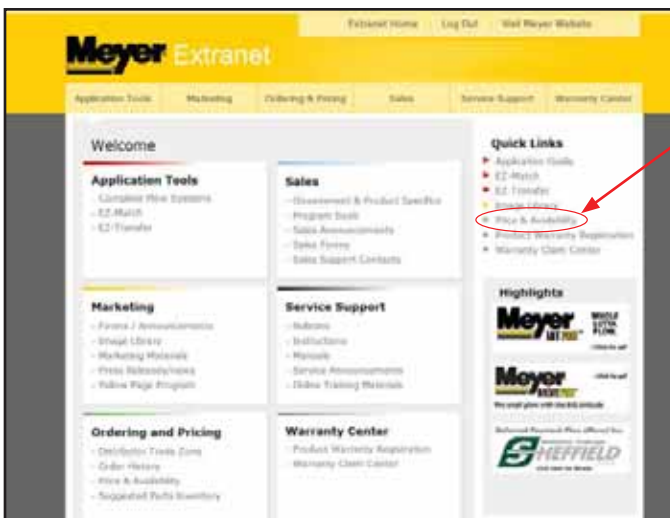 Extranet Home Log Out Visit Meyer Website
Meyer Extranet
Application Tools Marketing Ordering & Pricing Sales Service Support Warranty Center
Welcome
Application Tools
- Complete Plow Systems
- EZ-Match
- EZ-Transfer
Sales
- Government & Product Specifics
- Program Book
- Sales Announcements
- Sales Forms
- Sales Support Contacts
Quick Links
Application Guide
EZ-Match
EZ-Transfer
Image Library
Price & Availability
Product Warranty Registration
Warranty Claim Center
Marketing
- Forms / Announcements
- Image Library
- Marketing Materials
- Press Releases/news
- Yellow Page Program
Service Support
- Instructions
- Manuals
- Service Announcements
- Online Training Materials
Highlights
Meyer
WHOLE
LOTTA
PLOW.
Meyer
Ordering and Pricing
- Distributor Trade Zone
- Order History
- Price & Availability
- Suggested Parts Inventory
Warranty Center
- Product Warranty Registration
- Warranty Claim Center
SHEFFIELD